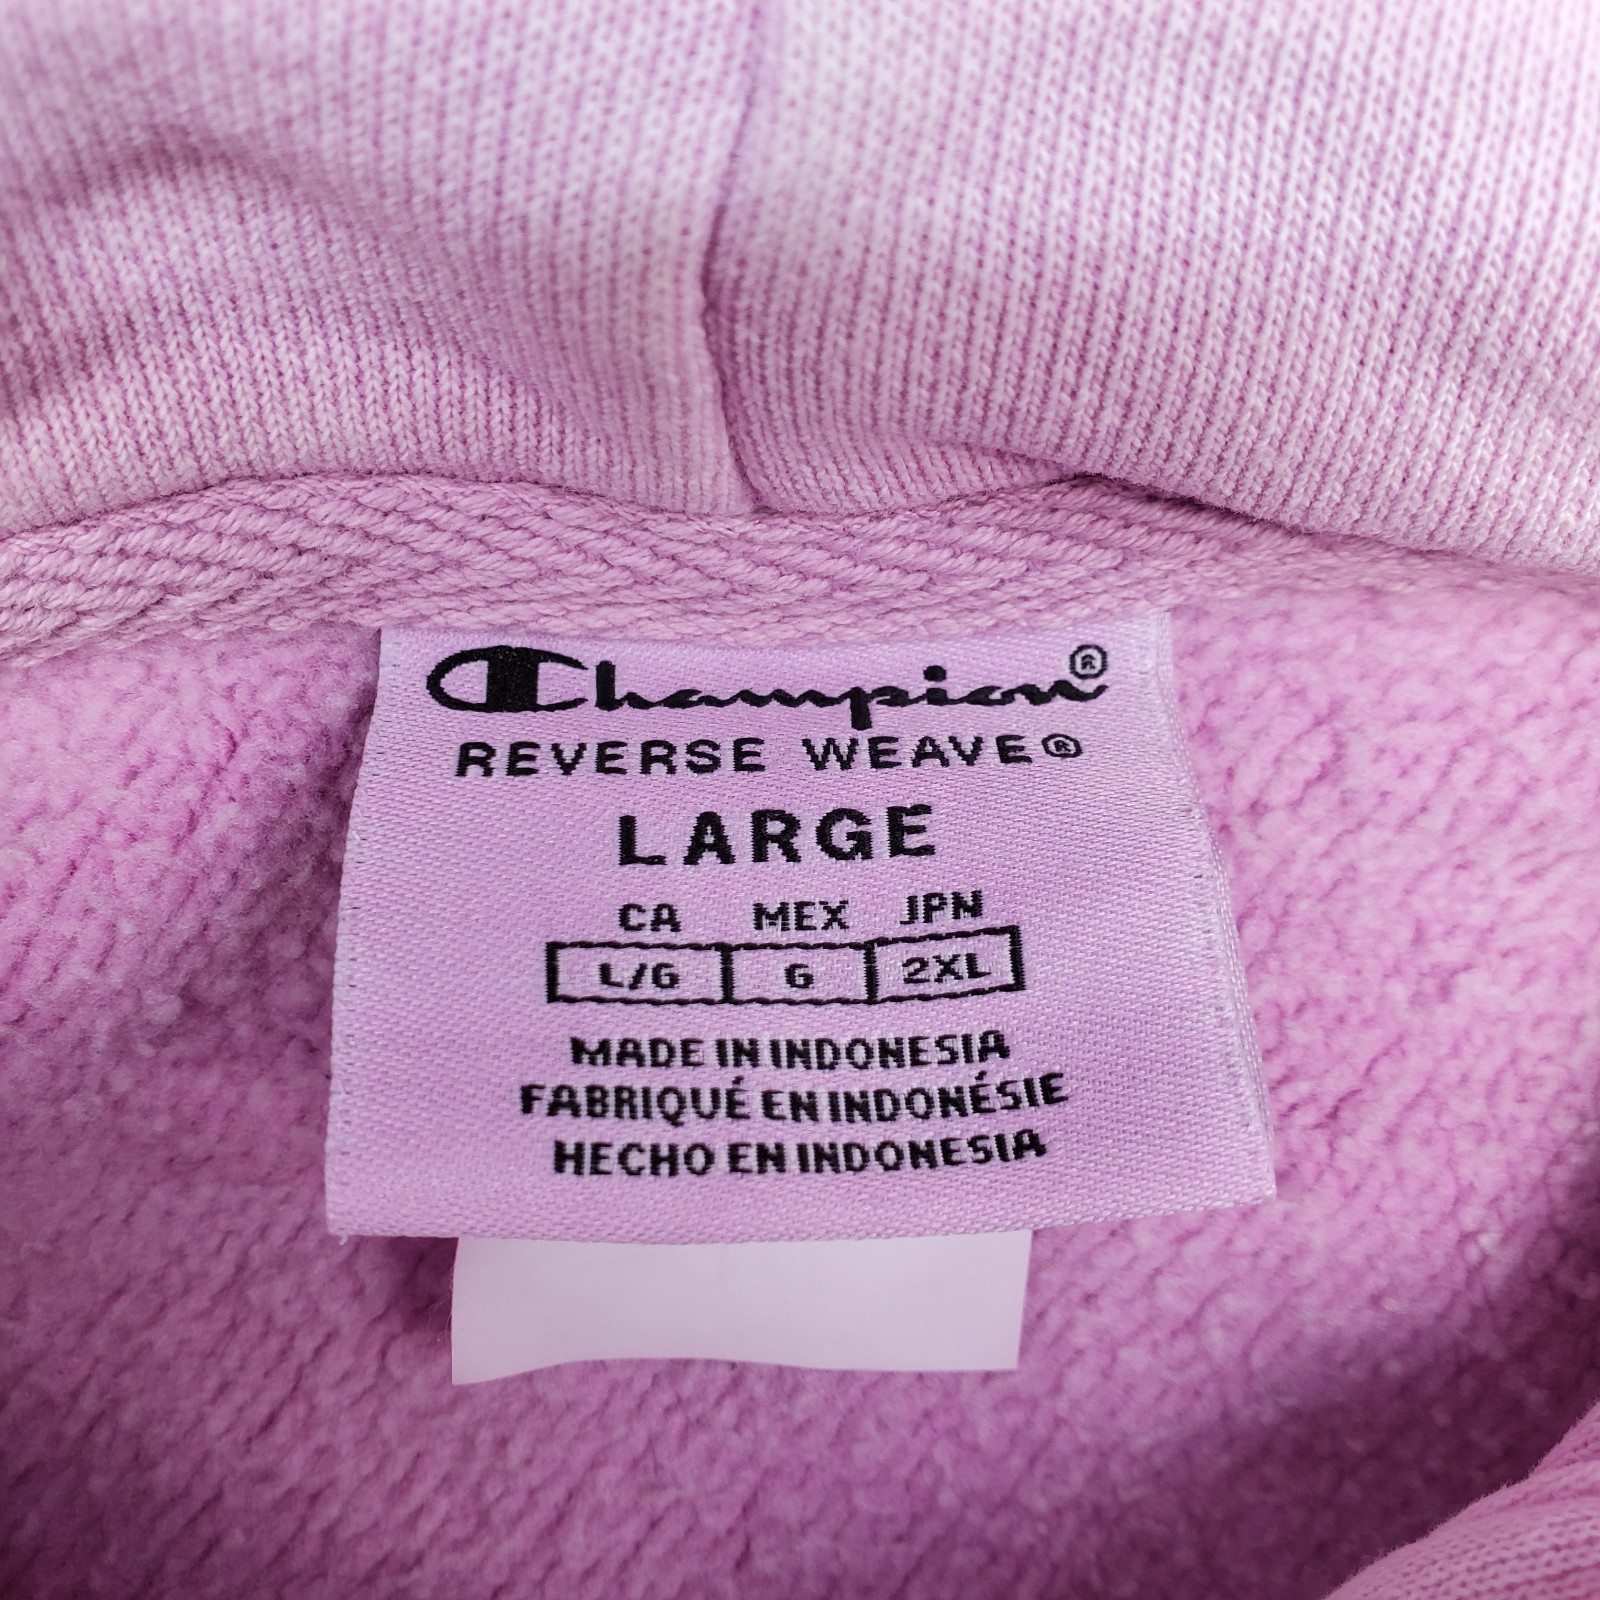 Champion®
REVERSE WEAVE®
LARGE
CA MEX JPN
L/G G 2XL
MADE IN INDONESIA
FABRIQUÉ EN INDONÉSIE
HECHO EN INDONESIA